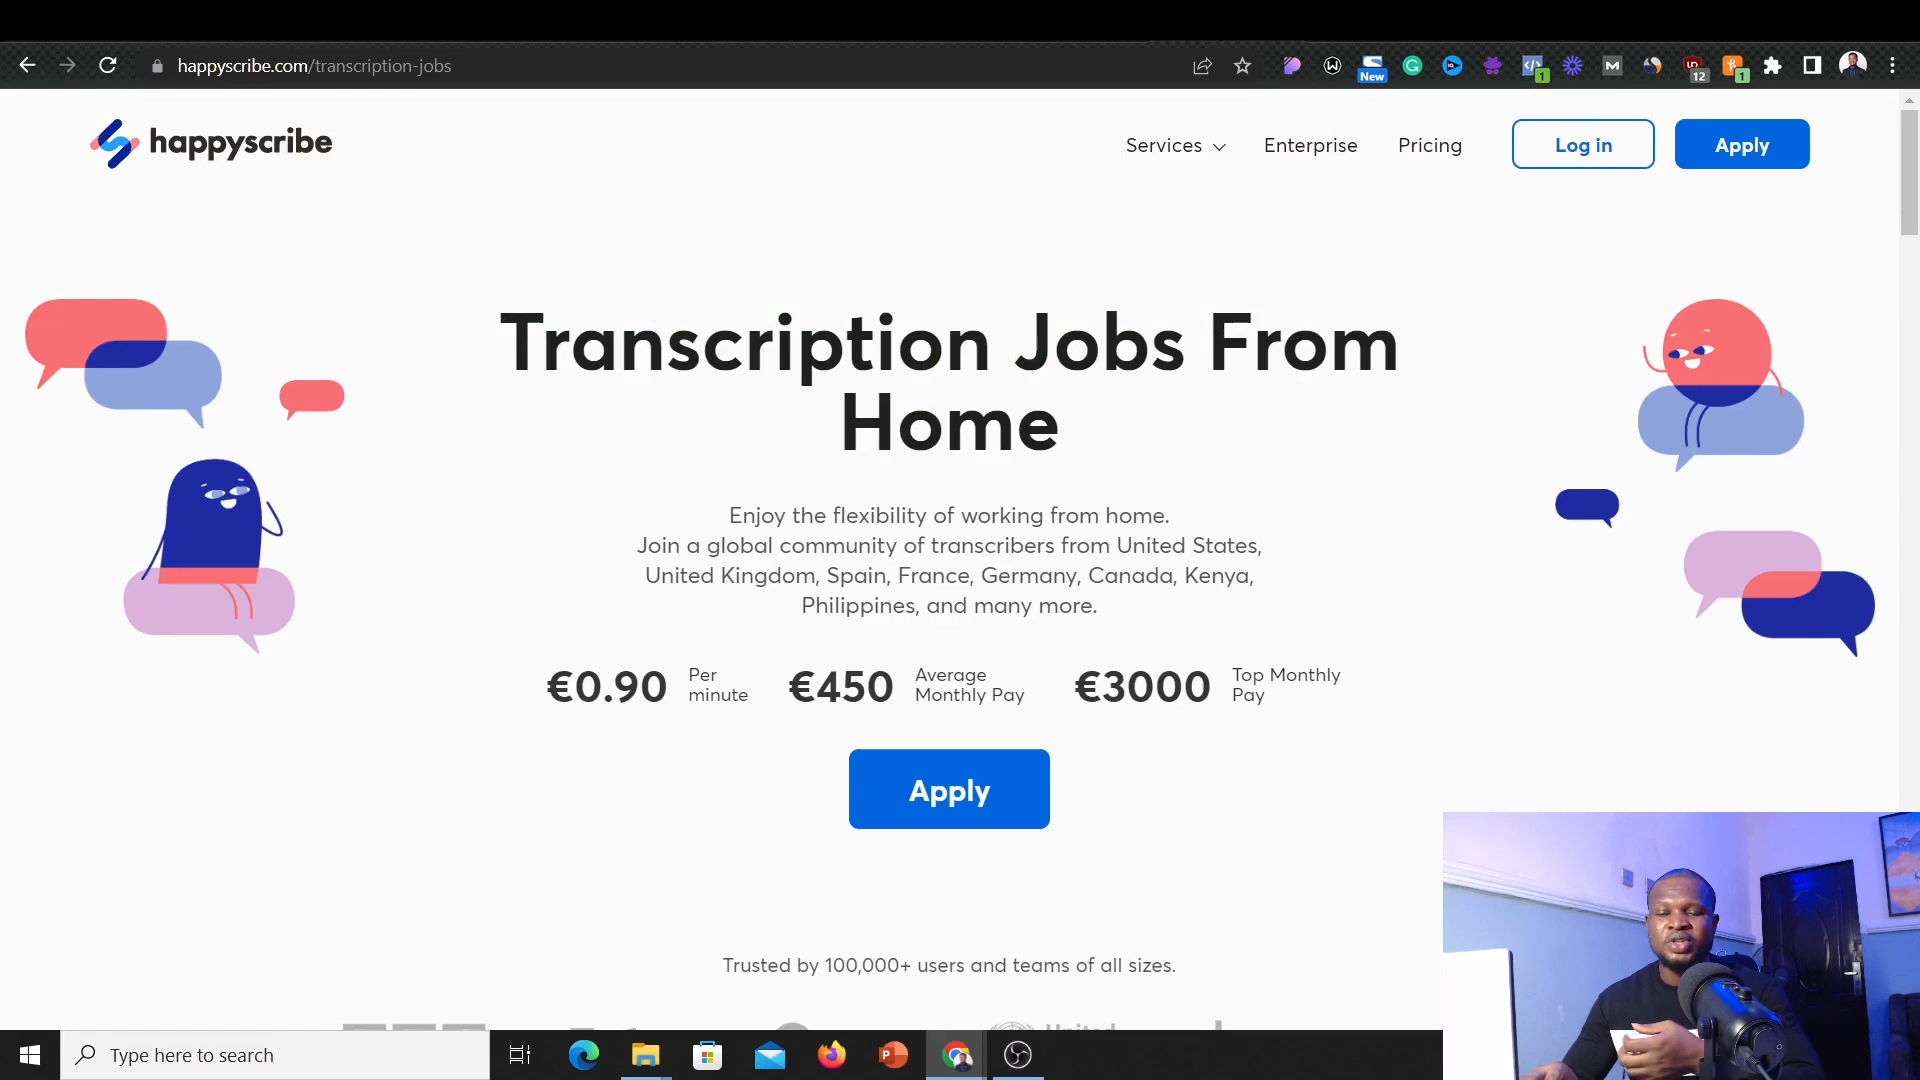 happyscribe.com/transcription-jobs
New
1
12
1
happyscribe
Services
Enterprise
Pricing
Log in
Apply
Transcription Jobs From
Home
Enjoy the flexibility of working from home.
Join a global community of transcribers from United States,
United Kingdom, Spain, France, Germany, Canada, Kenya,
Philippines, and many more.
€0.90 Per minute
€450 Average Monthly Pay
€3000 Top Monthly Pay
Apply
Trusted by 100,000+ users and teams of all sizes.
United
Type here to search